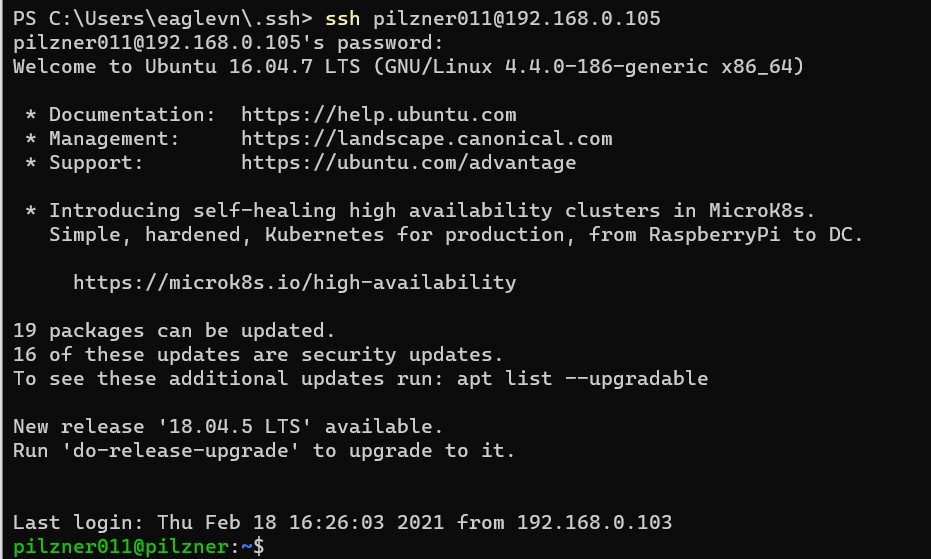 PS C:\Users\eaglevn\.ssh> ssh pilzner011@192.168.0.105
pilzner011@192.168.0.105's password:
Welcome to Ubuntu 16.04.7 LTS (GNU/Linux 4.4.0-186-generic x86_64)
* Documentation:  https://help.ubuntu.com
* Management:     https://landscape.canonical.com
* Support:        https://ubuntu.com/advantage
* Introducing self-healing high availability clusters in MicroK8s.
Simple, hardened, Kubernetes for production, from RaspberryPi to DC.
https://microk8s.io/high-availability
19 packages can be updated.
16 of these updates are security updates.
To see these additional updates run: apt list --upgradable
New release '18.04.5 LTS' available.
Run 'do-release-upgrade' to upgrade to it.
Last login: Thu Feb 18 16:26:03 2021 from 192.168.0.103
pilzner011@pilzner:~$